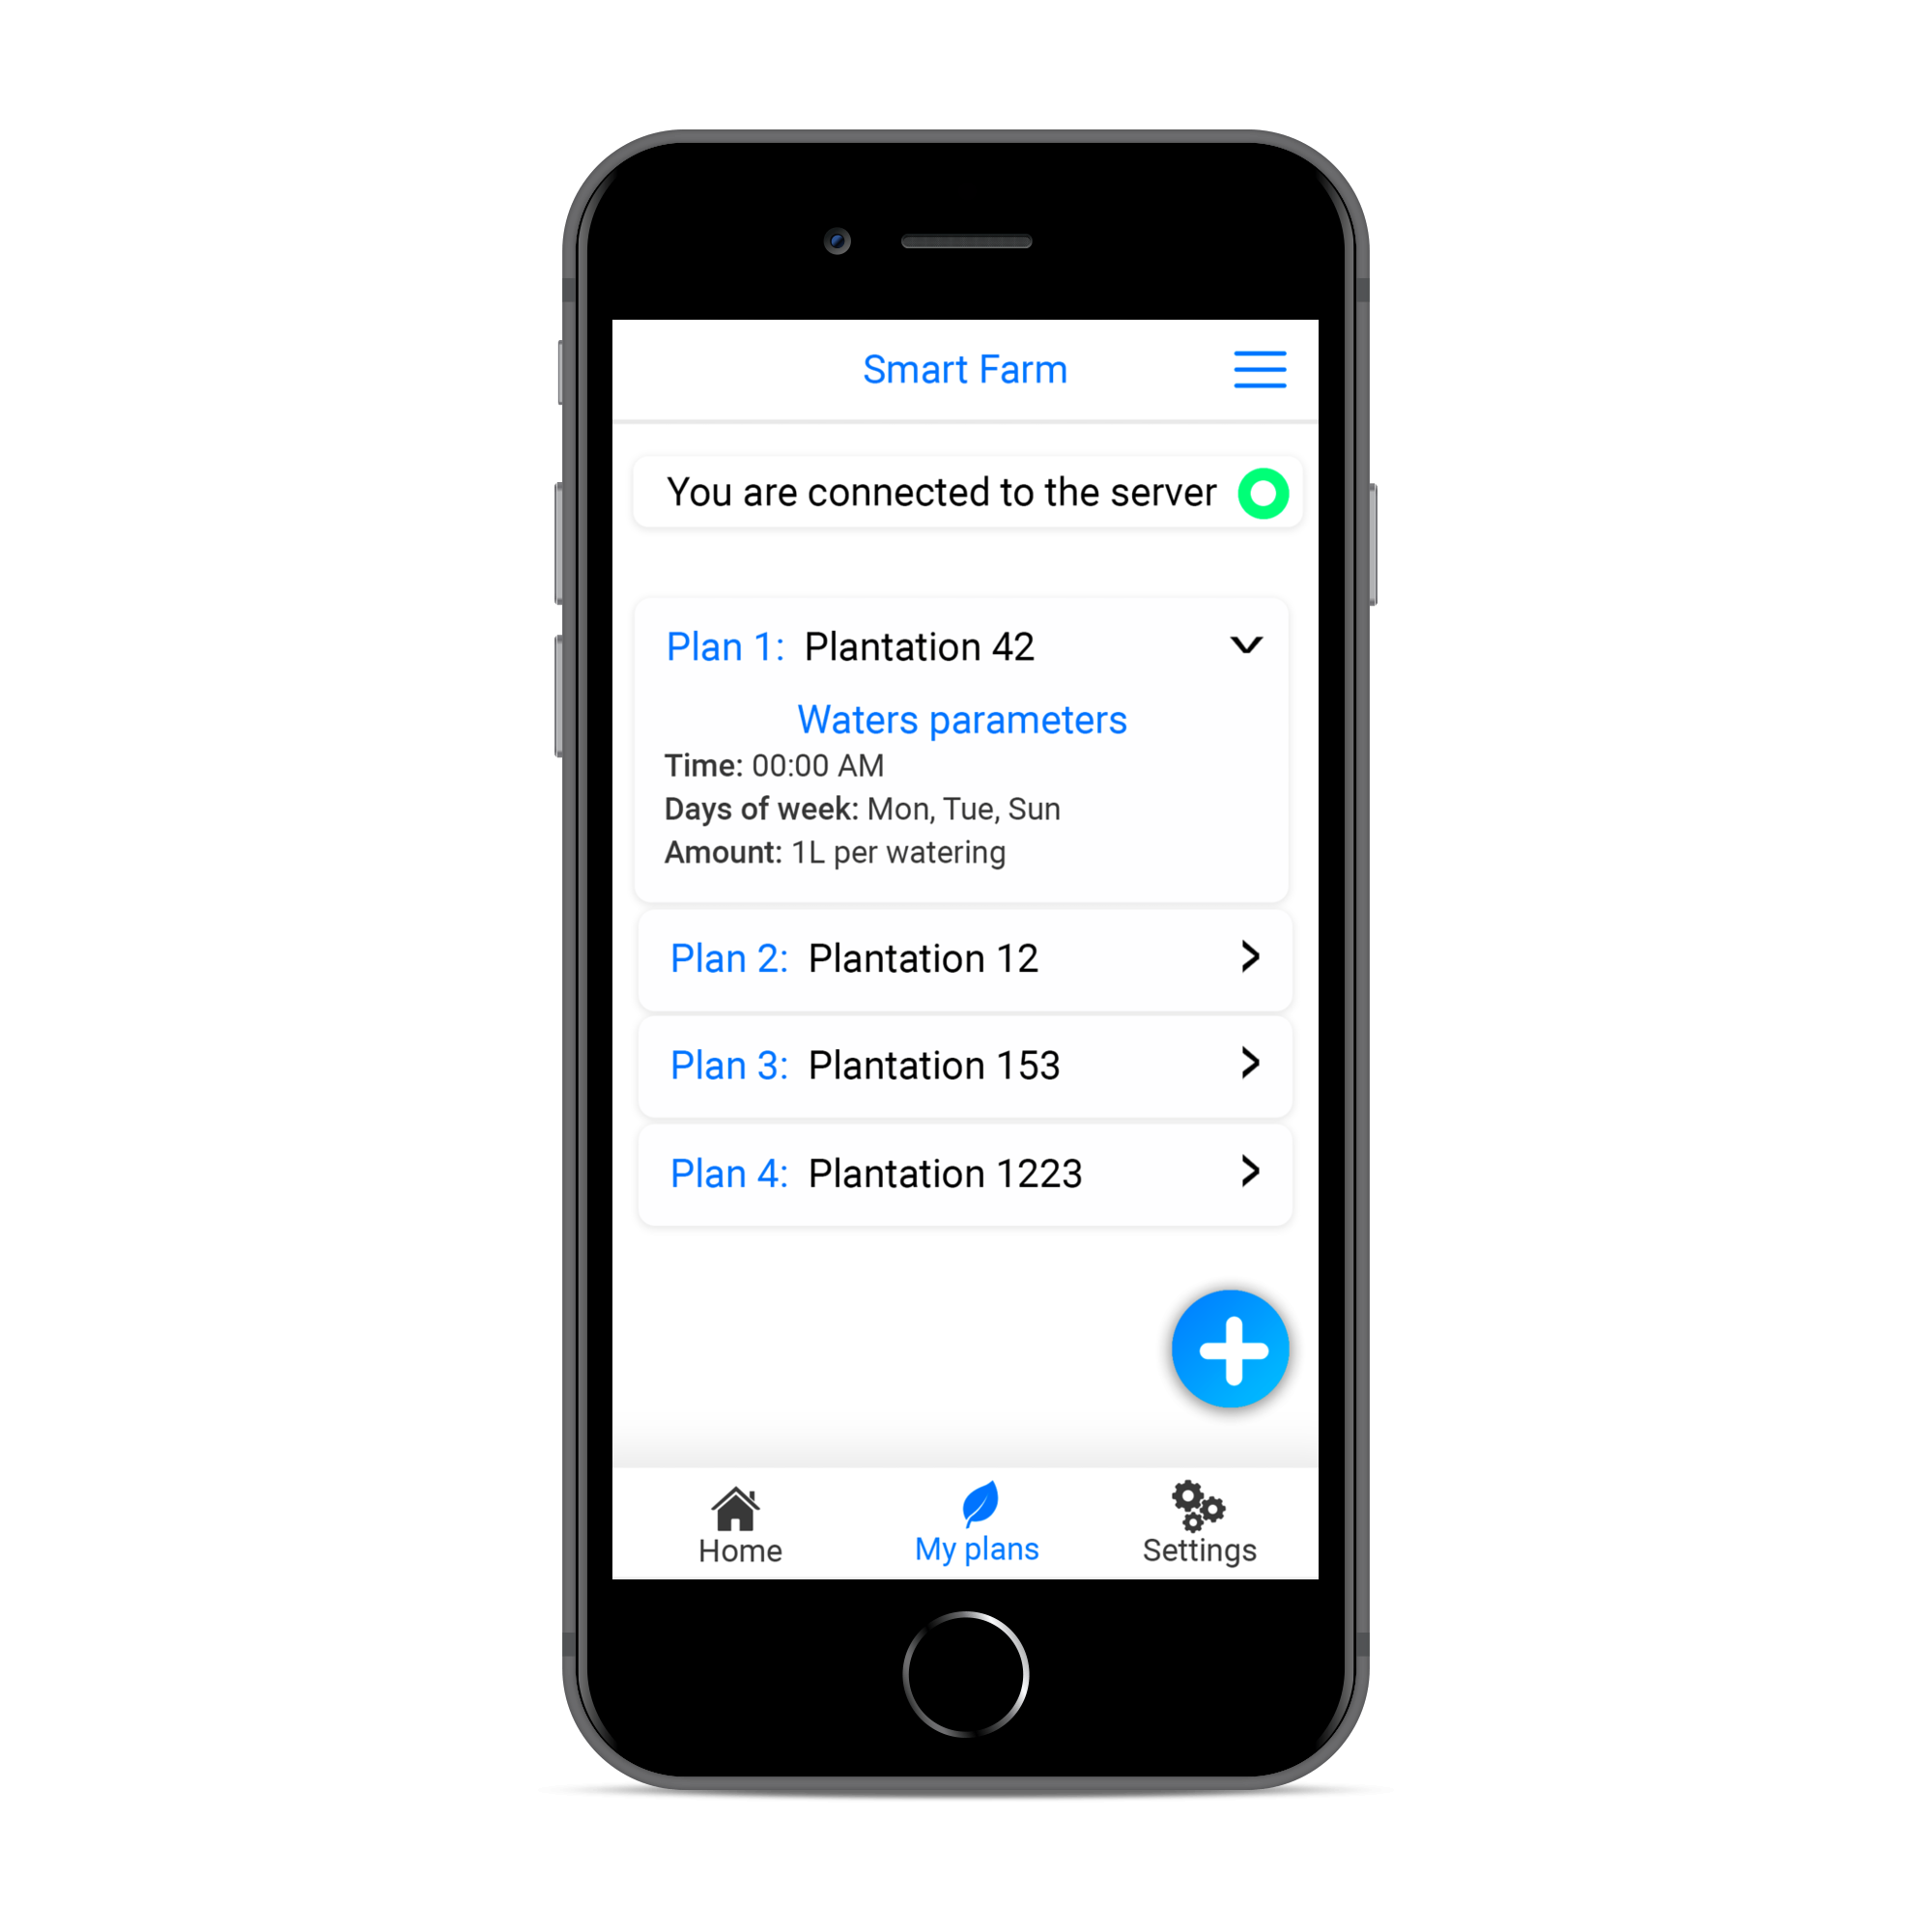 Smart Farm
You are connected to the server
Plan 1: Plantation 42
Waters parameters
Time: 00:00 AM
Days of week: Mon, Tue, Sun
Amount: 1L per watering
Plan 2: Plantation 12
Plan 3: Plantation 153
Plan 4: Plantation 1223
Home My plans Settings